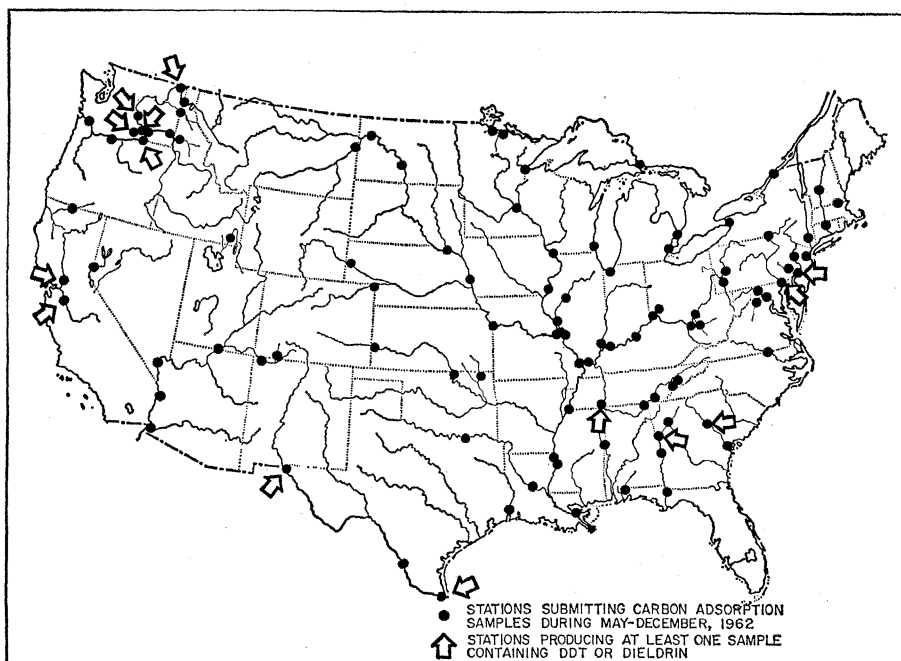 STATIONS SUBMITTING CARBON ADSORPTION
SAMPLES DURING MAY-DECEMBER, 1962
STATIONS PRODUCING AT LEAST ONE SAMPLE
CONTAINING DDT OR DIELDRIN